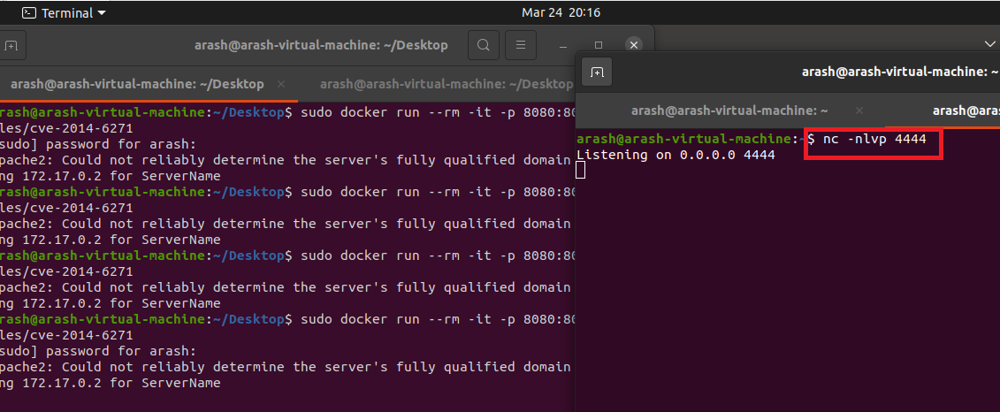 Terminal
Mar 24 20:16
arash@arash-virtual-machine: ~/Desktop
arash@arash-virtual-machine: ~/Desktop × arash@arash-virtual-machine: ~/Desktop
rash@arash-virtual-machine:~/Desktop$ sudo docker run --rm -it -p 8080:80
les/cve-2014-6271
sudo] password for arash:
pache2: Could not reliably determine the server's fully qualified domain
ng 172.17.0.2 for ServerName
rash@arash-virtual-machine:~/Desktop$ sudo docker run --rm -it -p 8080:80
les/cve-2014-6271
pache2: Could not reliably determine the server's fully qualified domain
ng 172.17.0.2 for ServerName
rash@arash-virtual-machine:~/Desktop$ sudo docker run --rm -it -p 8080:80
les/cve-2014-6271
pache2: Could not reliably determine the server's fully qualified domain
ng 172.17.0.2 for ServerName
rash@arash-virtual-machine:~/Desktop$ sudo docker run --rm -it -p 8080:80
les/cve-2014-6271
sudo] password for arash:
pache2: Could not reliably determine the server's fully qualified domain
ng 172.17.0.2 for ServerName
arash@arash-virtual-machine: ~
arash@arash-virtual-machine: ~ × arash@aras
arash@arash-virtual-machine:~$ nc -nlvp 4444
Listening on 0.0.0.0 4444